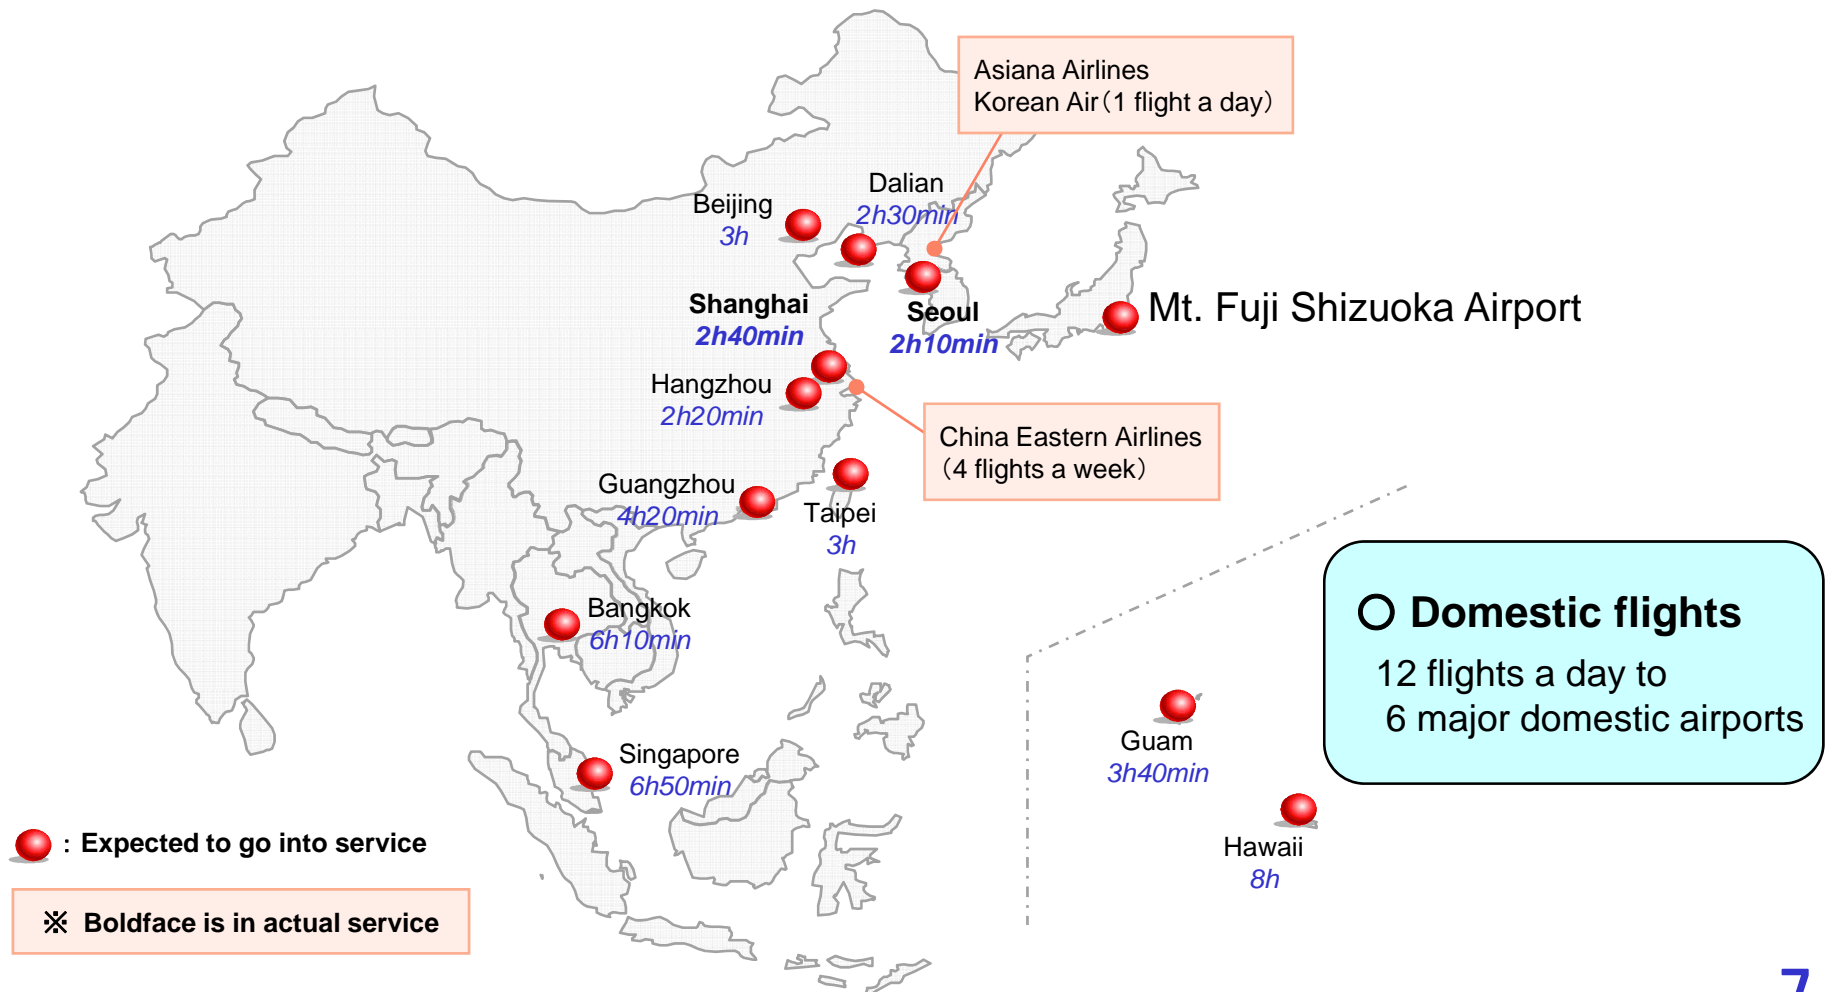 Asiana Airlines
Korean Air（1 flight a day）
Dalian
2h30min
Beijing
3h
Shanghai
2h40min
Seoul
2h10min
Mt. Fuji Shizuoka Airport
Hangzhou
2h20min
China Eastern Airlines
（4 flights a week）
Guangzhou
4h20min
Taipei
3h
Bangkok
6h10min
○ Domestic flights
12 flights a day to
6 major domestic airports
Guam
3h40min
Singapore
6h50min
Hawaii
8h
: Expected to go into service
※ Boldface is in actual service
7